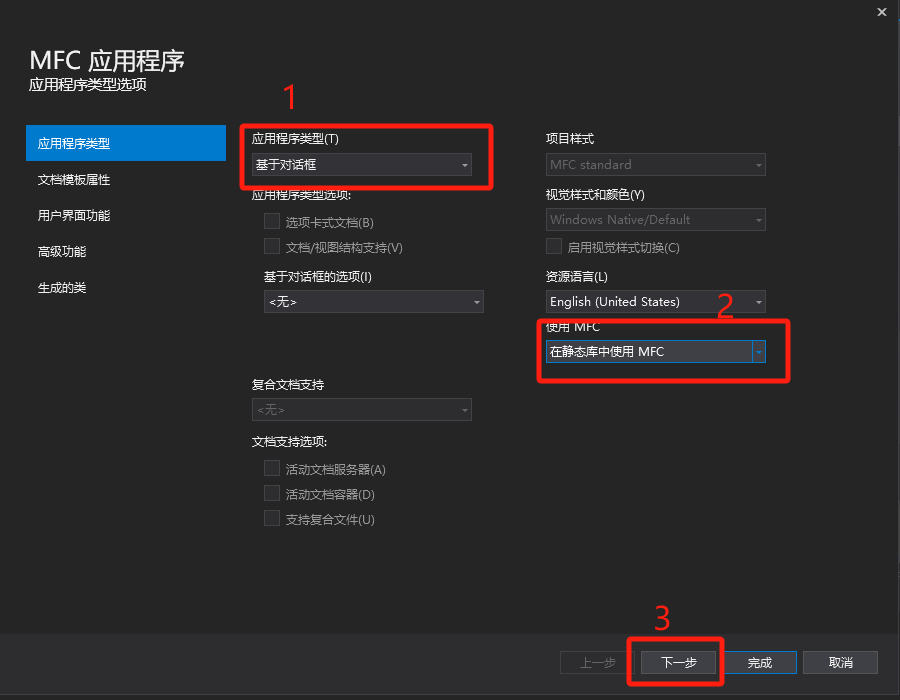 MFC 应用程序
应用程序类型选项
1
应用程序类型
文档模板属性
用户界面功能
高级功能
生成的类
应用程序类型(T)
基于对话框
应用程序类型选项:
选项卡式文档(B)
文档/视图结构支持(V)
基于对话框的选项(I)
<无>
复合文档支持
<无>
文档支持选项:
活动文档服务器(A)
活动文档容器(D)
支持复合文件(U)
项目样式
MFC standard
视觉样式和颜色(Y)
Windows Native/Default
启用视觉样式切换(C)
资源语言(L)
English (United States)
2
使用 MFC
在静态库中使用 MFC
3
上一步
下一步
完成
取消